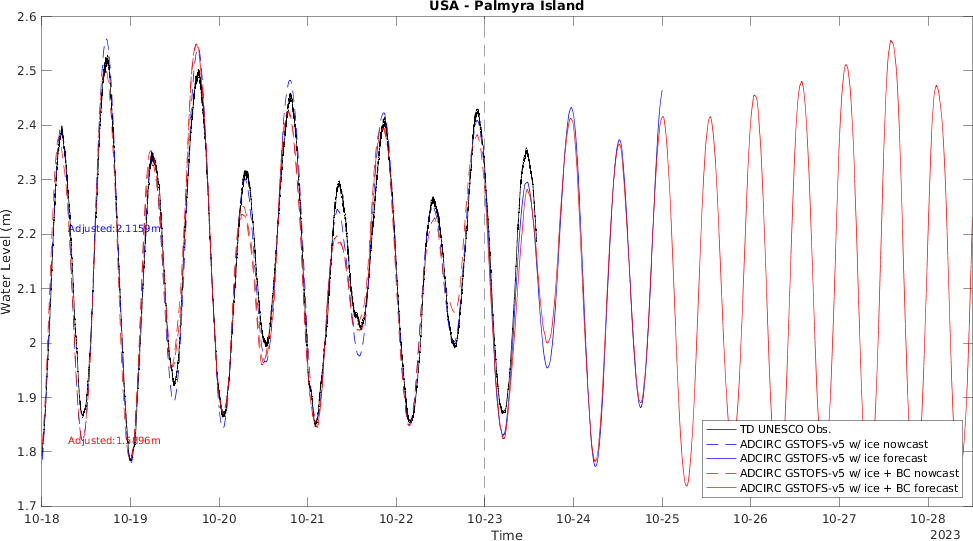 USA - Palmyra Island
Water Level (m)
2.6
2.5
2.4
2.3
2.2
2.1
2
1.9
1.8
1.7
Adjusted:2.1159m
Adjusted:1.5896m
TD UNESCO Obs.
ADCIRC GSTOFS-v5 w/ ice nowcast
ADCIRC GSTOFS-v5 w/ ice forecast
ADCIRC GSTOFS-v5 w/ ice + BC nowcast
ADCIRC GSTOFS-v5 w/ ice + BC forecast
10-18 10-19 10-20 10-21 10-22 10-23 10-24 10-25 10-26 10-27 10-28
2023
Time